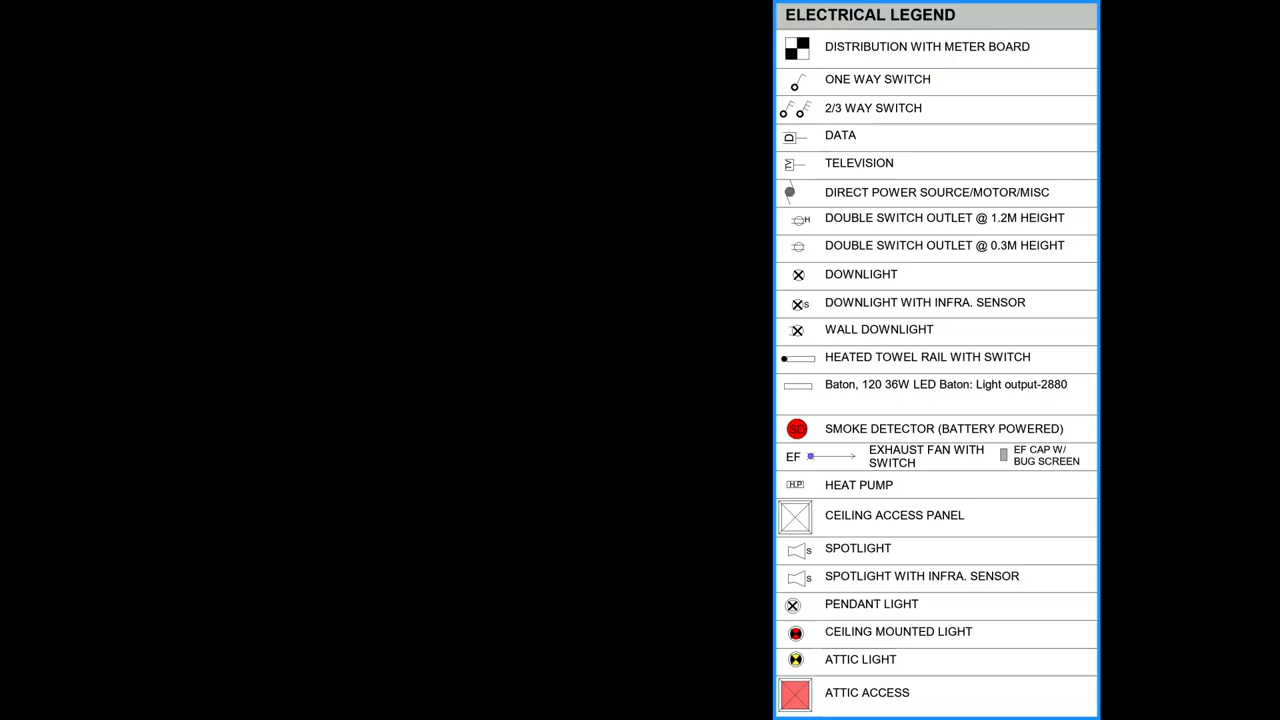 ELECTRICAL LEGEND
DISTRIBUTION WITH METER BOARD
ONE WAY SWITCH
2/3 WAY SWITCH
D DATA
TV TELEVISION
DIRECT POWER SOURCE/MOTOR/MISC
H DOUBLE SWITCH OUTLET @ 1.2M HEIGHT
DOUBLE SWITCH OUTLET @ 0.3M HEIGHT
DOWNLIGHT
S DOWNLIGHT WITH INFRA. SENSOR
WALL DOWNLIGHT
HEATED TOWEL RAIL WITH SWITCH
Baton, 120 36W LED Baton: Light output-2880
SD SMOKE DETECTOR (BATTERY POWERED)
EF EXHAUST FAN WITH
SWITCH
EF CAP W/
BUG SCREEN
H.P HEAT PUMP
CEILING ACCESS PANEL
S SPOTLIGHT
S SPOTLIGHT WITH INFRA. SENSOR
PENDANT LIGHT
CEILING MOUNTED LIGHT
ATTIC LIGHT
ATTIC ACCESS